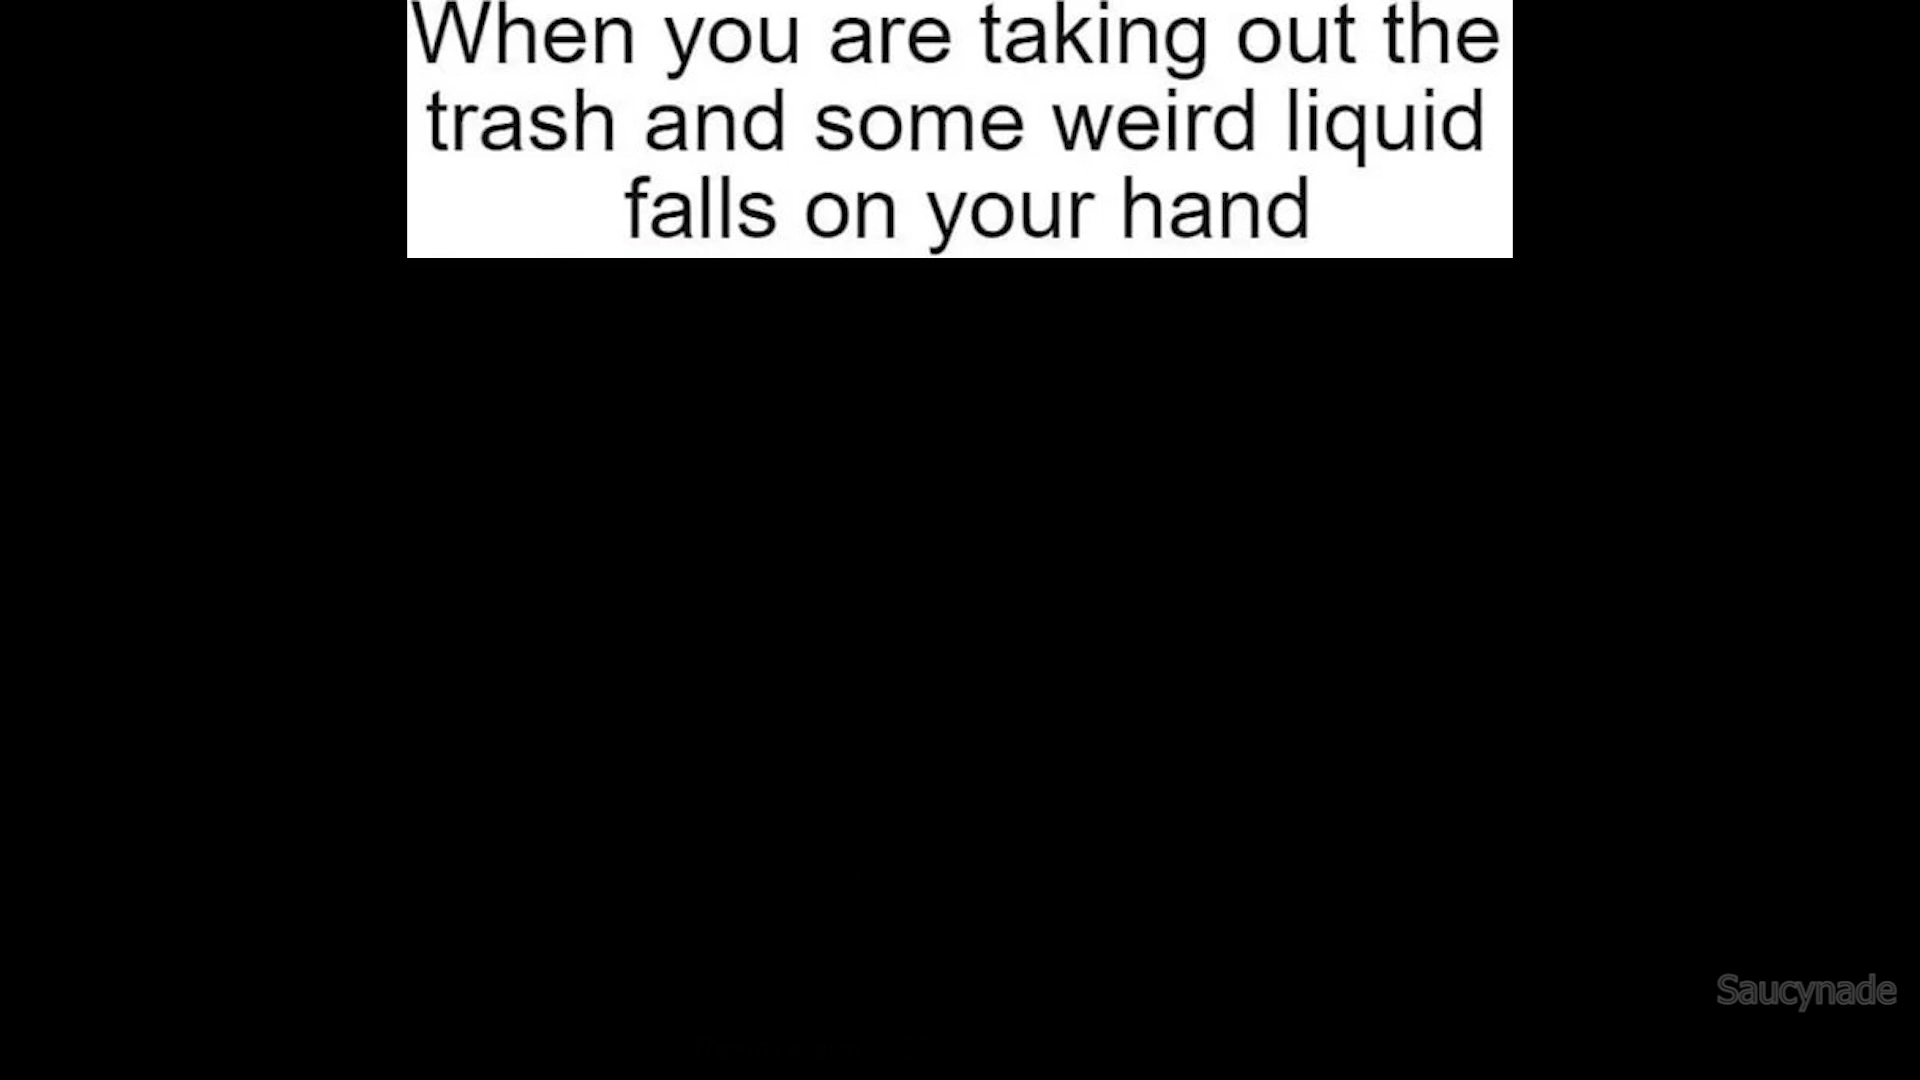 When you are taking out the
trash and some weird liquid
falls on your hand
Saucynade